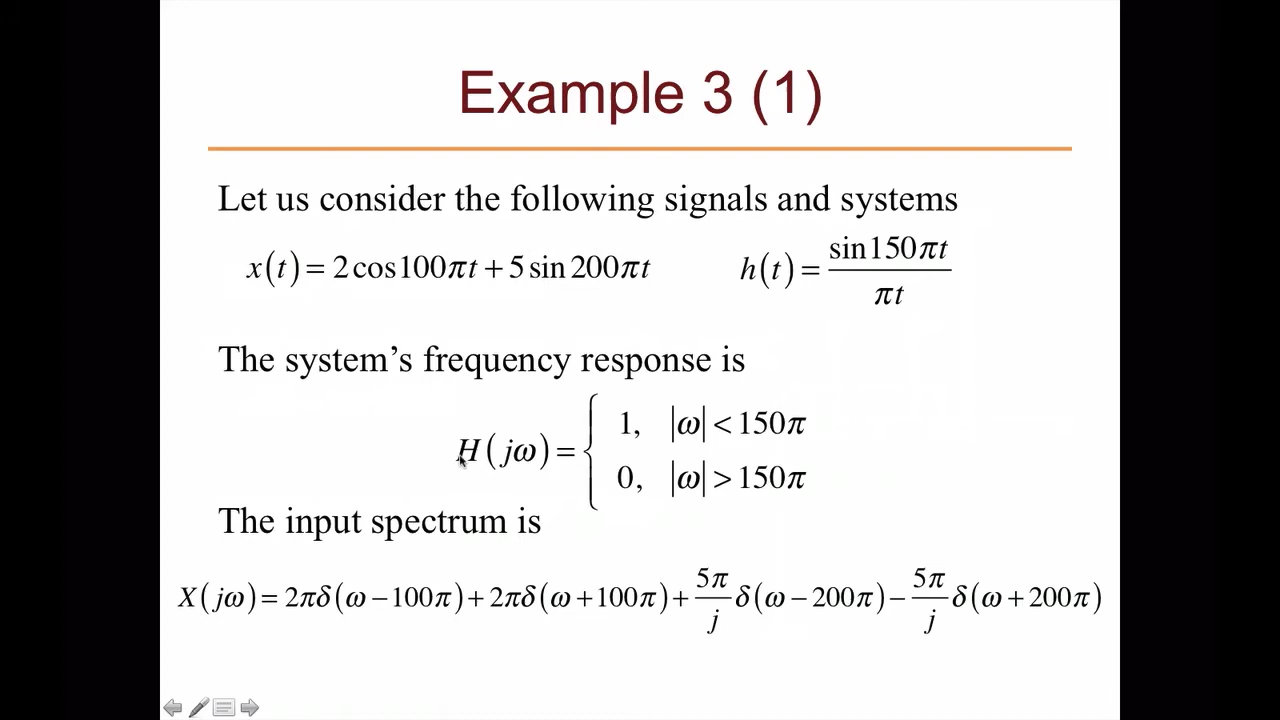 Example 3 (1)
Let us consider the following signals and systems
x(t) = 2cos100πt + 5sin200πt    h(t) = sin150πt / πt
The system's frequency response is
H(jω) = { 1, |ω| < 150π
0, |ω| > 150π
The input spectrum is
X(jω) = 2πδ(ω − 100π) + 2πδ(ω + 100π) + 5π/j δ(ω − 200π) − 5π/j δ(ω + 200π)